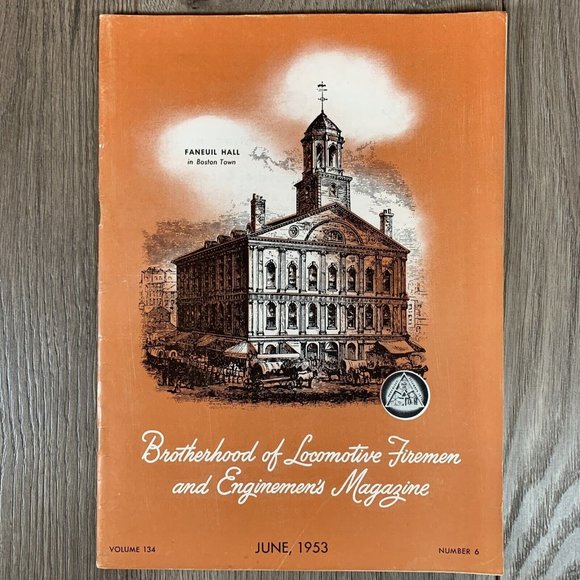 FANEUIL HALL
in Boston Town
Brotherhood of Locomotive Firemen
and Enginemen's Magazine
VOLUME 134
JUNE, 1953
NUMBER 6